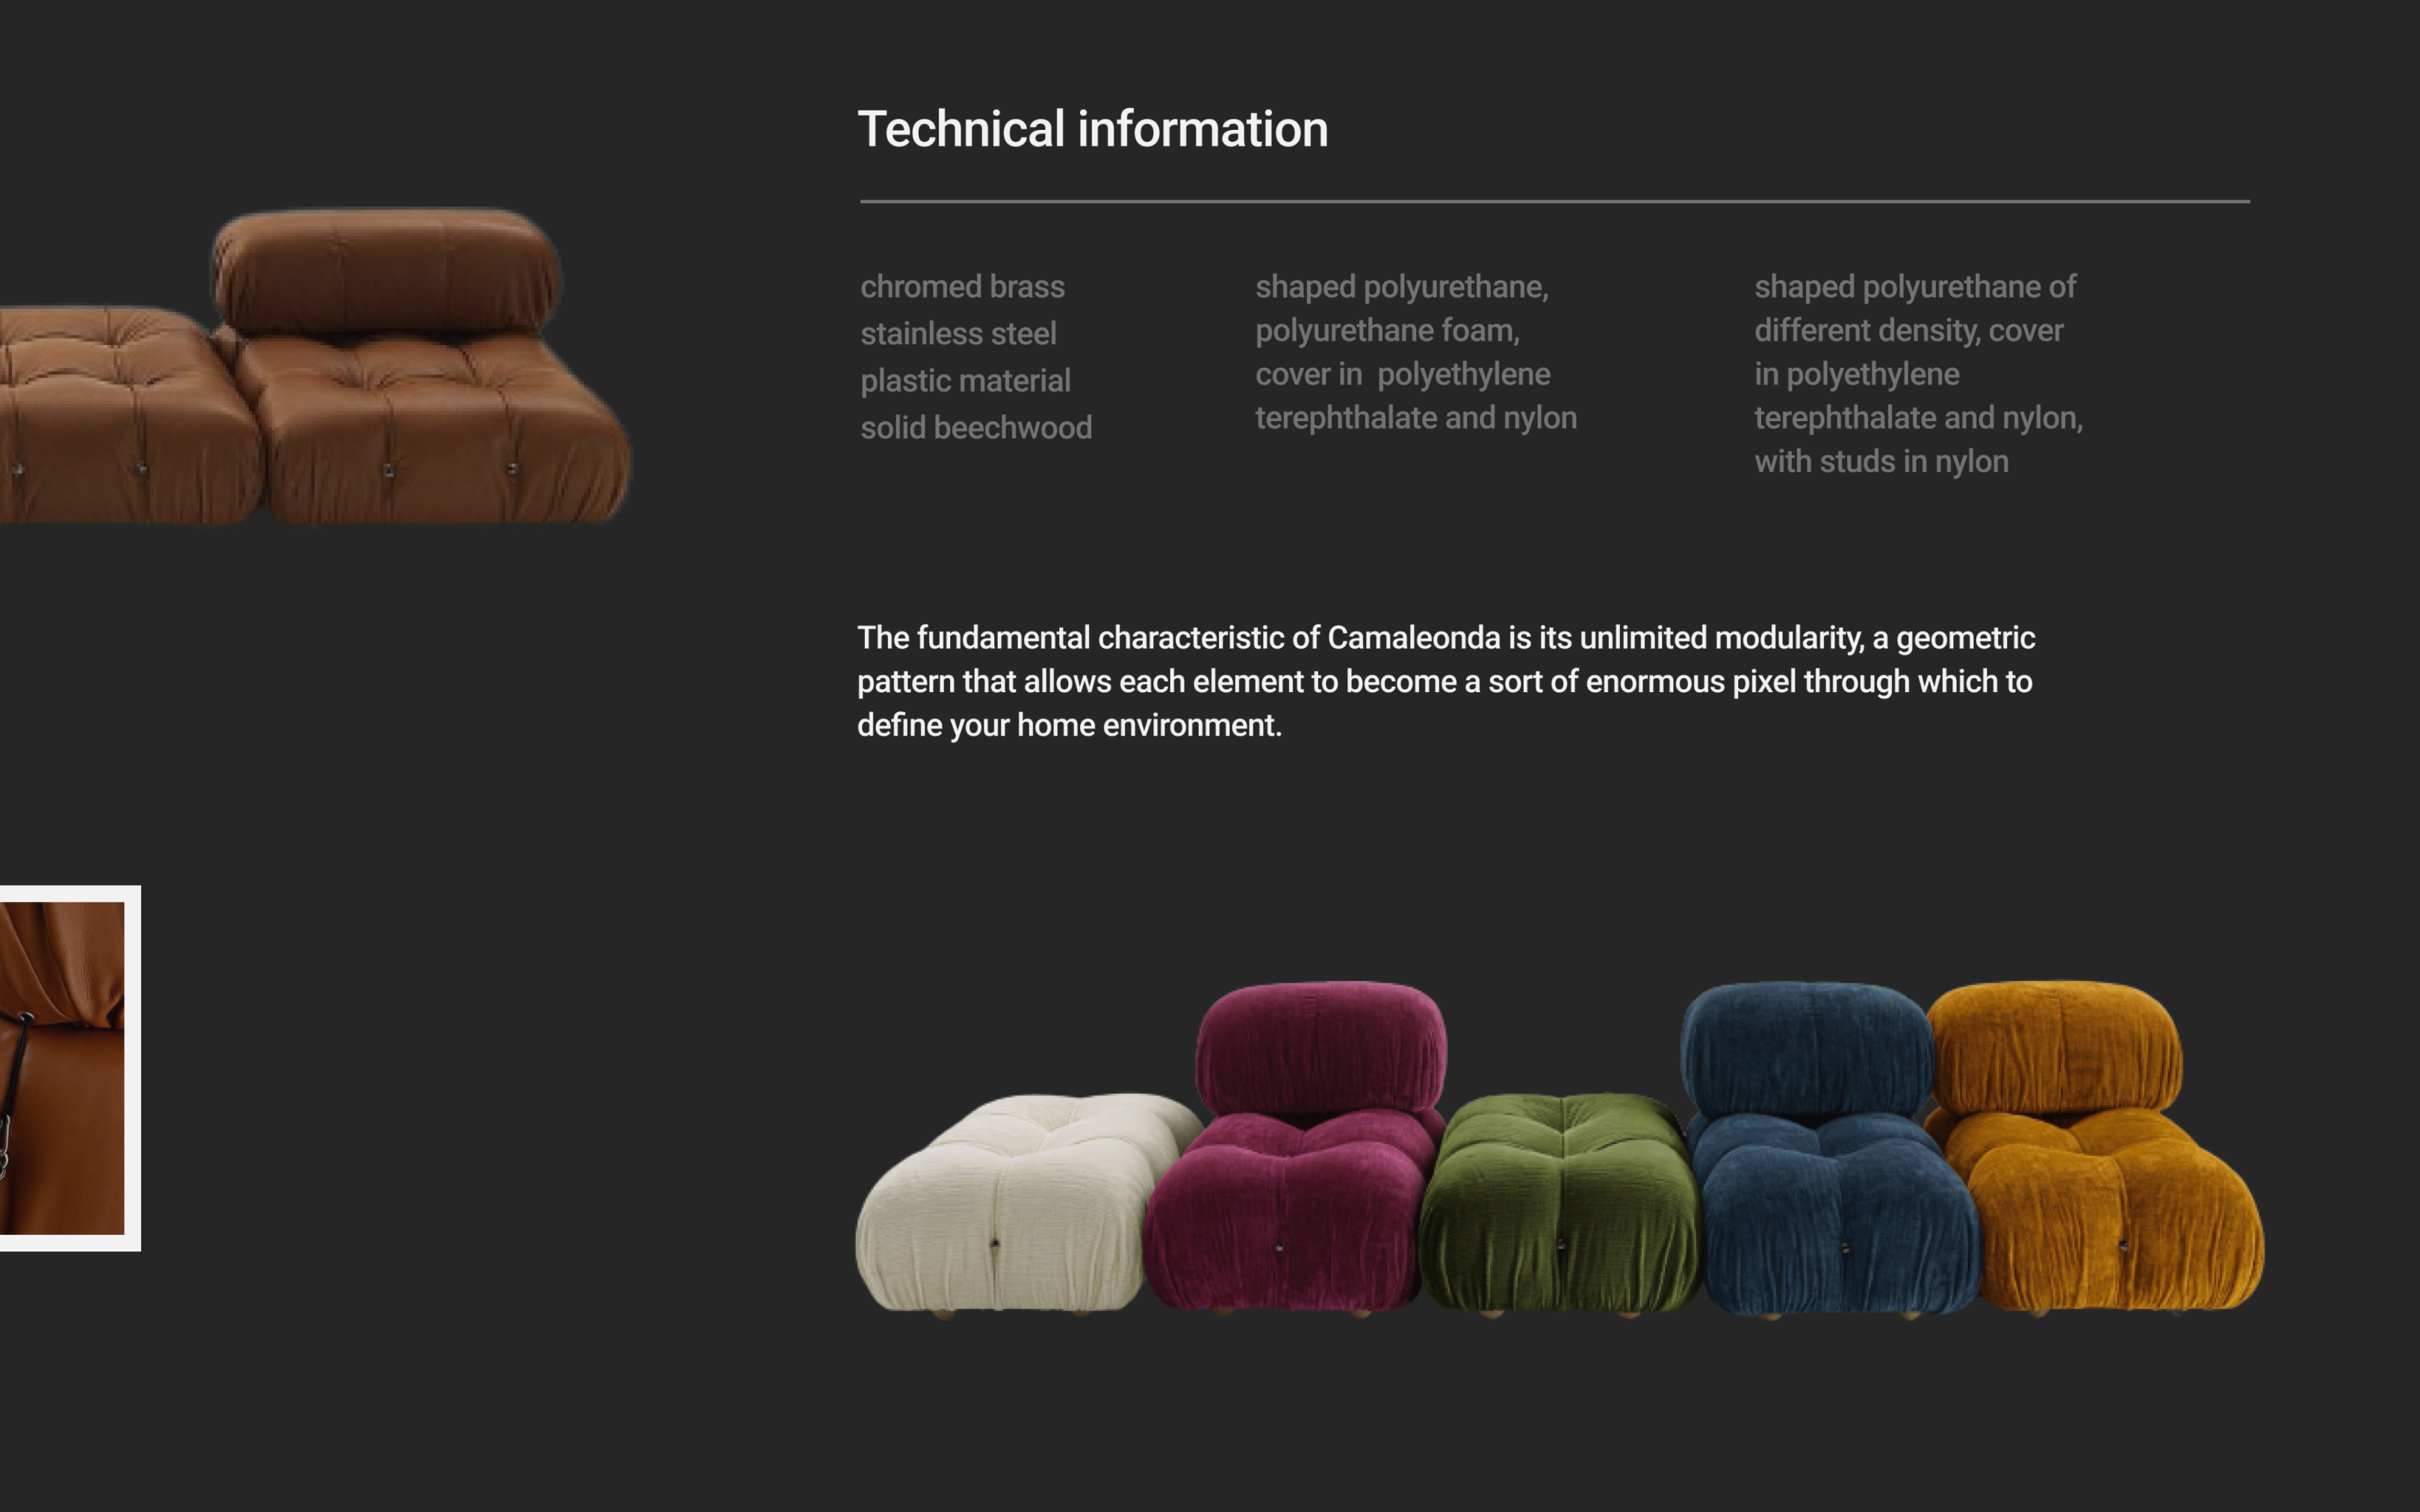 Technical information
chromed brass
stainless steel
plastic material
solid beechwood
shaped polyurethane,
polyurethane foam,
cover in  polyethylene
terephthalate and nylon
shaped polyurethane of
different density, cover
in polyethylene
terephthalate and nylon,
with studs in nylon
The fundamental characteristic of Camaleonda is its unlimited modularity, a geometric
pattern that allows each element to become a sort of enormous pixel through which to
define your home environment.